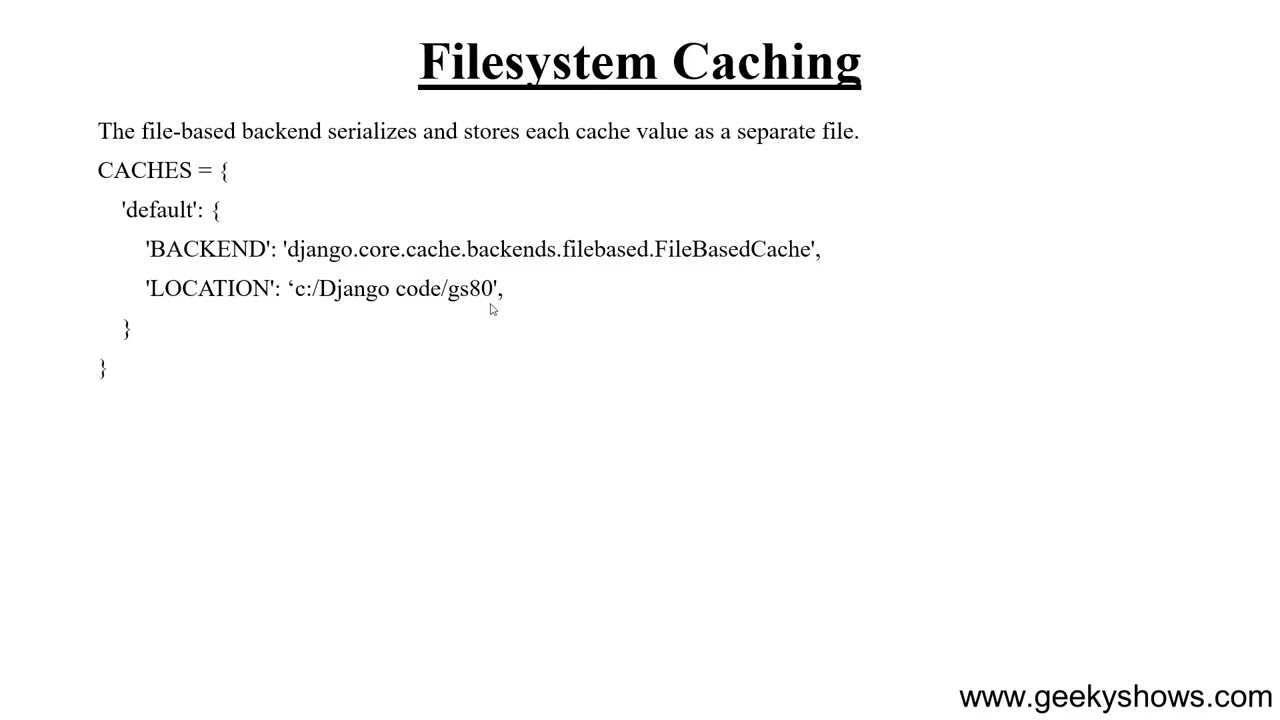 Filesystem Caching
The file-based backend serializes and stores each cache value as a separate file.
CACHES = {
'default': {
'BACKEND': 'django.core.cache.backends.filebased.FileBasedCache',
'LOCATION': ‘c:/Django code/gs80',
}
}
www.geekyshows.com